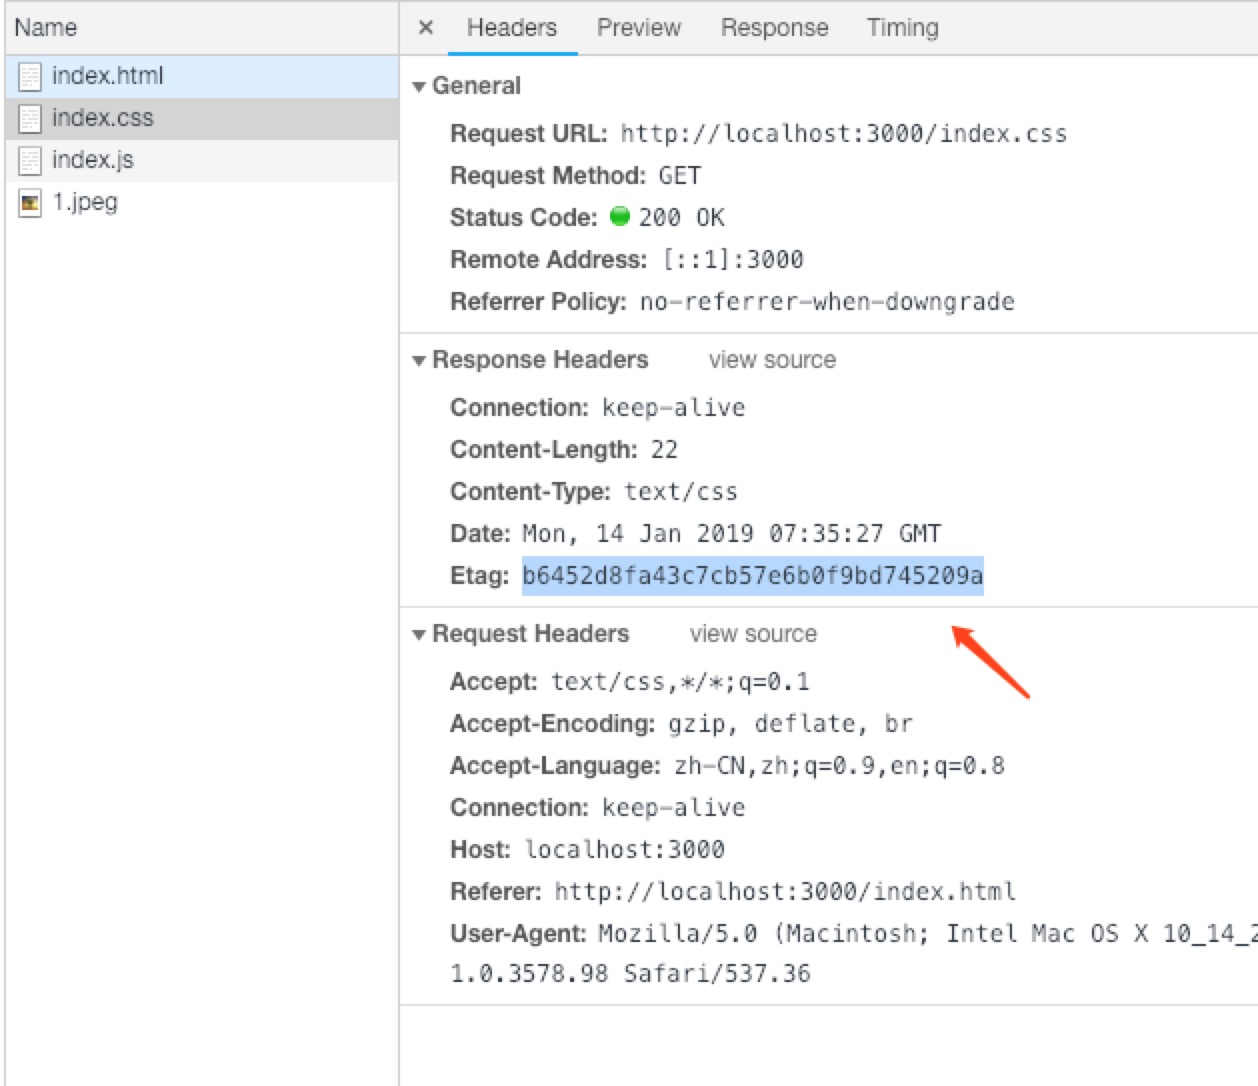 Name
index.html
index.css
index.js
1.jpeg
× Headers Preview Response Timing
▼ General
Request URL: http://localhost:3000/index.css
Request Method: GET
Status Code: 200 OK
Remote Address: [::1]:3000
Referrer Policy: no-referrer-when-downgrade
▼ Response Headers view source
Connection: keep-alive
Content-Length: 22
Content-Type: text/css
Date: Mon, 14 Jan 2019 07:35:27 GMT
Etag: b6452d8fa43c7cb57e6b0f9bd745209a
▼ Request Headers view source
Accept: text/css,*/*;q=0.1
Accept-Encoding: gzip, deflate, br
Accept-Language: zh-CN,zh;q=0.9,en;q=0.8
Connection: keep-alive
Host: localhost:3000
Referer: http://localhost:3000/index.html
User-Agent: Mozilla/5.0 (Macintosh; Intel Mac OS X 10_14_2
1.0.3578.98 Safari/537.36